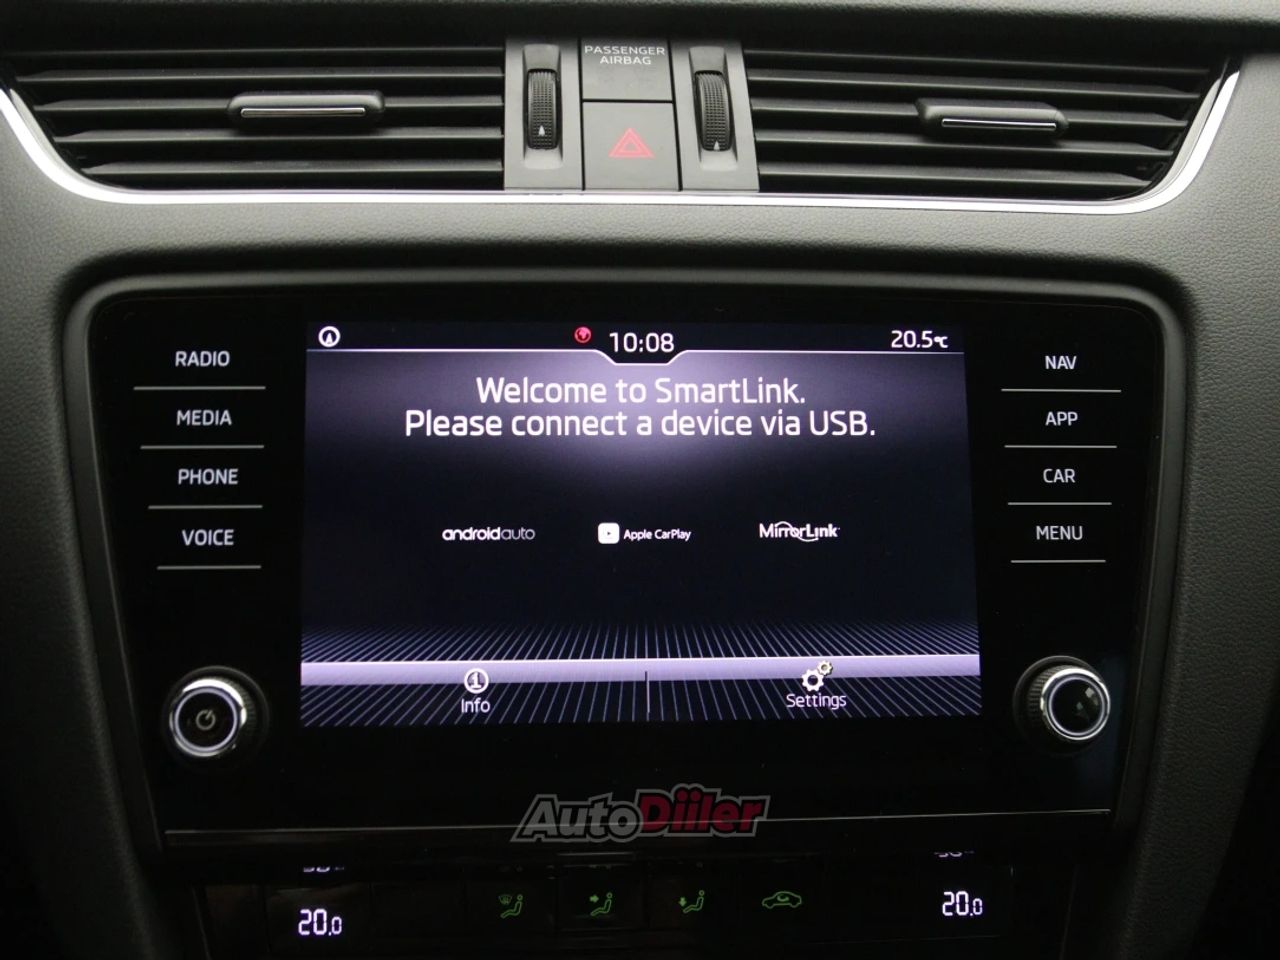 PASSENGER
AIRBAG
10:08
20.5°C
RADIO
MEDIA
PHONE
VOICE
Welcome to SmartLink.
Please connect a device via USB.
androidauto
Apple CarPlay
MirrorLink
Info
Settings
NAV
APP
CAR
MENU
AutoDiiler
20.0
20.0